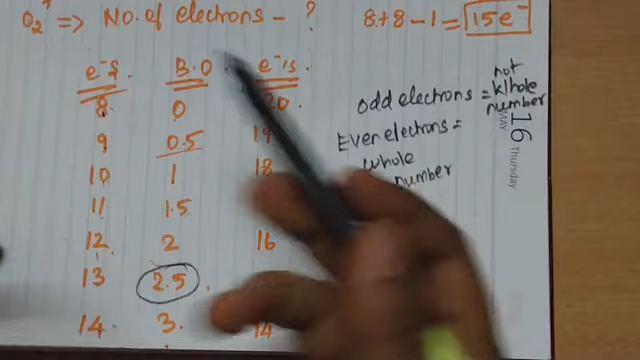 O2+ => No. of electrons - ? 8+8-1 = 15e-
e-s. B.O. e-'s.
8. 0 20.
9 0.5 19
10 1 18
11 1.5
12. 2 16
13 2.5.
14. 3. 14
odd electrons = not whole number
Even electrons = whole number
16
MAY
Thursday